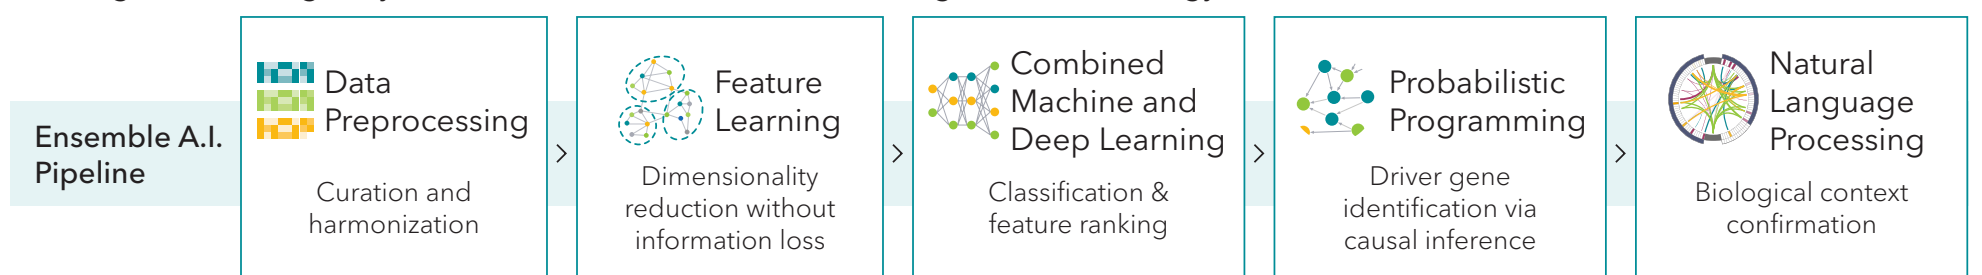 Ensemble A.I.
Pipeline
Data
Preprocessing
Curation and
harmonization
>
Feature
Learning
Dimensionality
reduction without
information loss
>
Combined
Machine and
Deep Learning
Classification &
feature ranking
>
Probabilistic
Programming
Driver gene
identification via
causal inference
>
Natural
Language
Processing
Biological context
confirmation